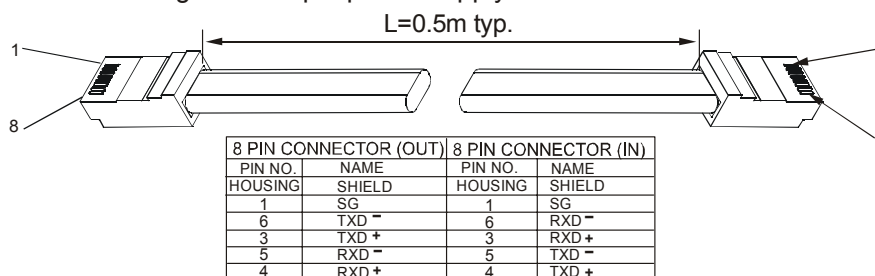 L=0.5m typ.
1
8
8 PIN CONNECTOR (OUT) 8 PIN CONNECTOR (IN)
PIN NO. NAME PIN NO. NAME
HOUSING SHIELD HOUSING SHIELD
1 SG 1 SG
6 TXD - 6 RXD -
3 TXD + 3 RXD +
5 RXD - 5 TXD -
4 RXD + 4 TXD +